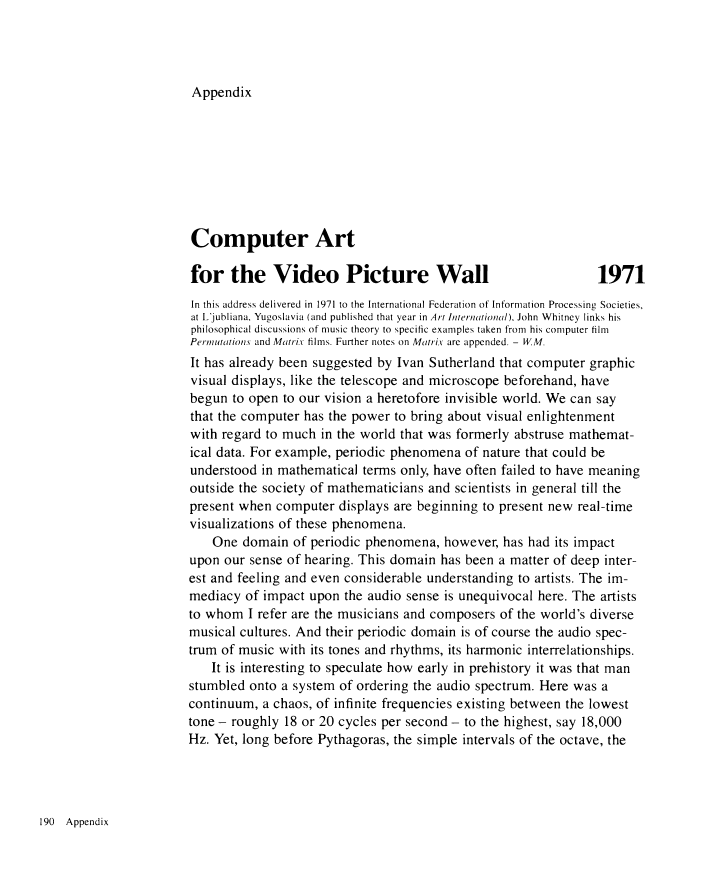 Appendix
Computer Art
for the Video Picture Wall 1971
In this address delivered in 1971 to the International Federation of Information Processing Societies,
at L'jubliana, Yugoslavia (and published that year in Art International), John Whitney links his
philosophical discussions of music theory to specific examples taken from his computer film
Permutations and Matrix films. Further notes on Matrix are appended. – W.M.
It has already been suggested by Ivan Sutherland that computer graphic
visual displays, like the telescope and microscope beforehand, have
begun to open to our vision a heretofore invisible world. We can say
that the computer has the power to bring about visual enlightenment
with regard to much in the world that was formerly abstruse mathemat-
ical data. For example, periodic phenomena of nature that could be
understood in mathematical terms only, have often failed to have meaning
outside the society of mathematicians and scientists in general till the
present when computer displays are beginning to present new real-time
visualizations of these phenomena.
One domain of periodic phenomena, however, has had its impact
upon our sense of hearing. This domain has been a matter of deep inter-
est and feeling and even considerable understanding to artists. The im-
mediacy of impact upon the audio sense is unequivocal here. The artists
to whom I refer are the musicians and composers of the world's diverse
musical cultures. And their periodic domain is of course the audio spec-
trum of music with its tones and rhythms, its harmonic interrelationships.
It is interesting to speculate how early in prehistory it was that man
stumbled onto a system of ordering the audio spectrum. Here was a
continuum, a chaos, of infinite frequencies existing between the lowest
tone – roughly 18 or 20 cycles per second – to the highest, say 18,000
Hz. Yet, long before Pythagoras, the simple intervals of the octave, the
190 Appendix